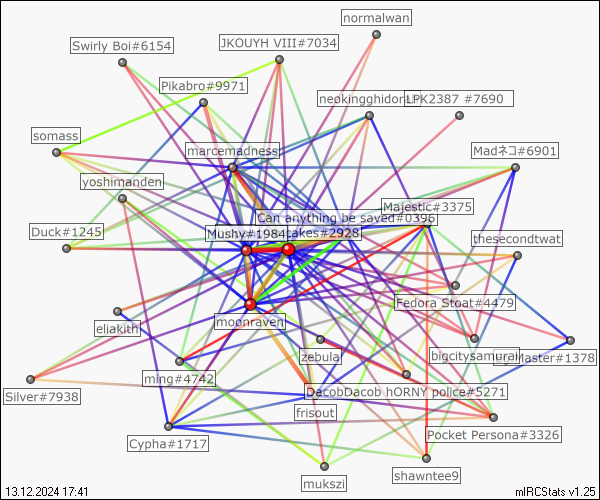 normalwan
Swirly Boi#6154
JKOUYH VIII#7034
Pikabro#9971
neokingghidorah
#7690
somass
marcemadness
Madネコ#6901
yoshimanden
Majestic#3375
Can anything be saved#0396
Duck#1245
Mushy#1984
cakes#2928
thesecondtwat
Fedora Stoat#4479
moonraven
eliakith
zebula
bigcitysamurai
Master#1378
ming#4742
Silver#7938
DacobDacob hORNY police#5271
frisout
Cypha#1717
Pocket Persona#3326
mukszi
shawntee9
13.12.2024 17:41
mIRCStats v1.25